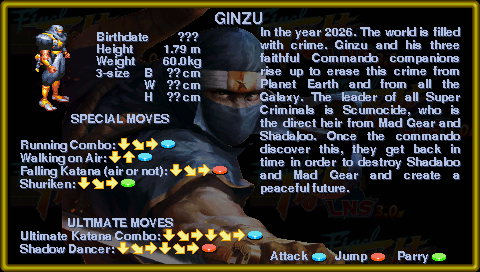 GINZU
Birthdate ???
Height 1.79 m
Weight 60.0kg
3-size B ?? cm
W ?? cm
H ?? cm
SPECIAL MOVES
Running Combo:
Walking on Air:
Falling Katana (air or not):
Shuriken:
ULTIMATE MOVES
Ultimate Katana Combo:
Shadow Dancer:
In the year 2026. The world is filled
with crime. Ginzu and his three
faithful Commando companions
rise up to erase this crime from
Planet Earth and from all the
Galaxy. The leader of all Super
Criminals is Scumocide, who is
the direct heir from Mad Gear and
Shadaloo. Once the commando
discover this, they get back in
time in order to destroy Shadaloo
and Mad Gear and create a
peaceful future.
LNS 3.0
Attack Jump Parry